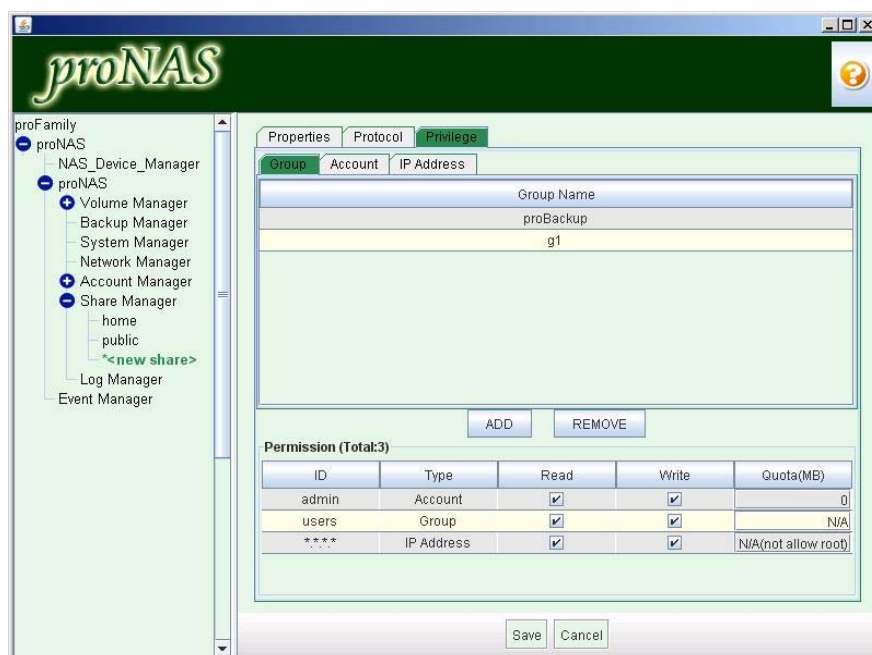 proNAS
proFamily
proNAS
NAS_Device_Manager
proNAS
Volume Manager
Backup Manager
System Manager
Network Manager
Account Manager
Share Manager
home
public
*<new share>
Log Manager
Event Manager
Properties Protocol Privilege
Group Account IP Address
Group Name
proBackup
g1
ADD REMOVE
Permission (Total:3)
ID Type Read Write Quota(MB)
admin Account 0
users Group N/A
*.*.*.* IP Address N/A(not allow root)
Save Cancel